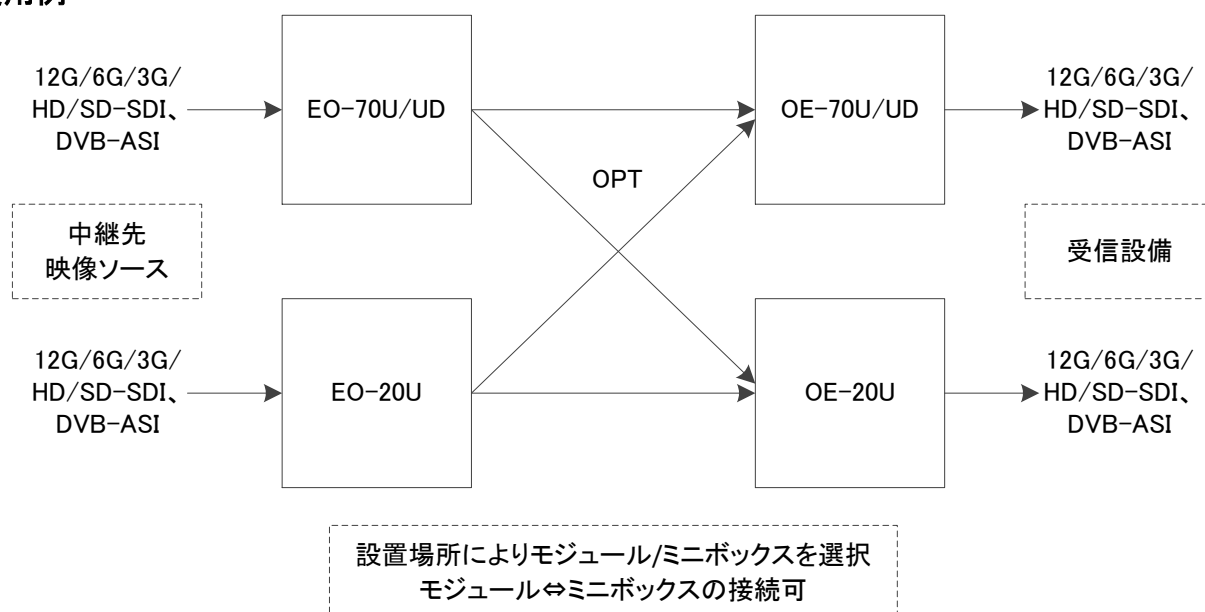 用例
12G/6G/3G/
HD/SD-SDI、
DVB-ASI
EO-70U/UD
OE-70U/UD
12G/6G/3G/
HD/SD-SDI、
DVB-ASI
OPT
中継先
映像ソース
受信設備
12G/6G/3G/
HD/SD-SDI、
DVB-ASI
EO-20U
OE-20U
12G/6G/3G/
HD/SD-SDI、
DVB-ASI
設置場所によりモジュール/ミニボックスを選択
モジュール⇔ミニボックスの接続可